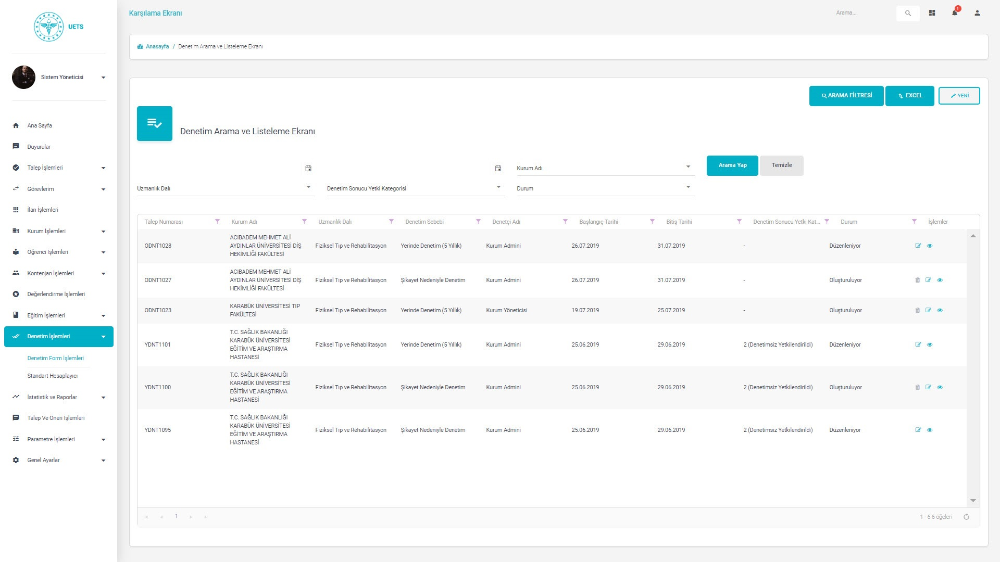 UETS
Karşılama Ekranı
Arama...
1
Anasayfa / Denetim Arama ve Listeleme Ekranı
Sistem Yöneticisi
Ana Sayfa
Duyurular
Talep İşlemleri
Görevlerim
İlan İşlemleri
Kurum İşlemleri
Öğrenci İşlemleri
Kontenjan İşlemleri
Değerlendirme İşlemleri
Eğitim İşlemleri
Denetim İşlemleri
Denetim Form İşlemleri
Standart Hesaplayıcı
İstatistik ve Raporlar
Talep Ve Öneri İşlemleri
Parametre İşlemleri
Genel Ayarlar
ARAMA FİLTRESİ
EXCEL
YENİ
Denetim Arama ve Listeleme Ekranı
Kurum Adı
Arama Yap
Temizle
Uzmanlık Dalı
Denetim Sonucu Yetki Kategorisi
Durum
Talep Numarası Kurum Adı Uzmanlık Dalı Denetim Sebebi Denetçi Adı Başlangıç Tarihi Bitiş Tarihi Denetim Sonucu Yetki Kat... Durum İşlemler
ACIBADEM MEHMET ALİ
ODNT1028 AYDINLAR ÜNİVERSİTESİ DİŞ Fiziksel Tıp ve Rehabilitasyon Yerinde Denetim (5 Yıllık) Kurum Admini 26.07.2019 31.07.2019 - Düzenleniyor
HEKİMLİĞİ FAKÜLTESİ
ACIBADEM MEHMET ALİ
ODNT1027 AYDINLAR ÜNİVERSİTESİ DİŞ Fiziksel Tıp ve Rehabilitasyon Şikayet Nedeniyle Denetim Kurum Admini 26.07.2019 31.07.2019 - Oluşturuluyor
HEKİMLİĞİ FAKÜLTESİ
KARABÜK ÜNİVERSİTESİ TIP
ODNT1023 Fiziksel Tıp ve Rehabilitasyon Yerinde Denetim (5 Yıllık) Kurum Yöneticisi 19.07.2019 25.07.2019 - Oluşturuluyor
FAKÜLTESİ
T.C. SAĞLIK BAKANLIĞI
KARABÜK ÜNİVERSİTESİ
YDNT1101 Fiziksel Tıp ve Rehabilitasyon Yerinde Denetim (5 Yıllık) Kurum Admini 25.06.2019 29.06.2019 2 (Denetimsiz Yetkilendirildi) Düzenleniyor
EĞİTİM VE ARAŞTIRMA
HASTANESİ
T.C. SAĞLIK BAKANLIĞI
KARABÜK ÜNİVERSİTESİ
YDNT1100 Fiziksel Tıp ve Rehabilitasyon Şikayet Nedeniyle Denetim Kurum Admini 25.06.2019 29.06.2019 2 (Denetimsiz Yetkilendirildi) Oluşturuluyor
EĞİTİM VE ARAŞTIRMA
HASTANESİ
T.C. SAĞLIK BAKANLIĞI
KARABÜK ÜNİVERSİTESİ
YDNT1095 Fiziksel Tıp ve Rehabilitasyon Şikayet Nedeniyle Denetim Kurum Admini 25.06.2019 29.06.2019 2 (Denetimsiz Yetkilendirildi) Düzenleniyor
EĞİTİM VE ARAŞTIRMA
HASTANESİ
1
1 - 6 6 öğeleri